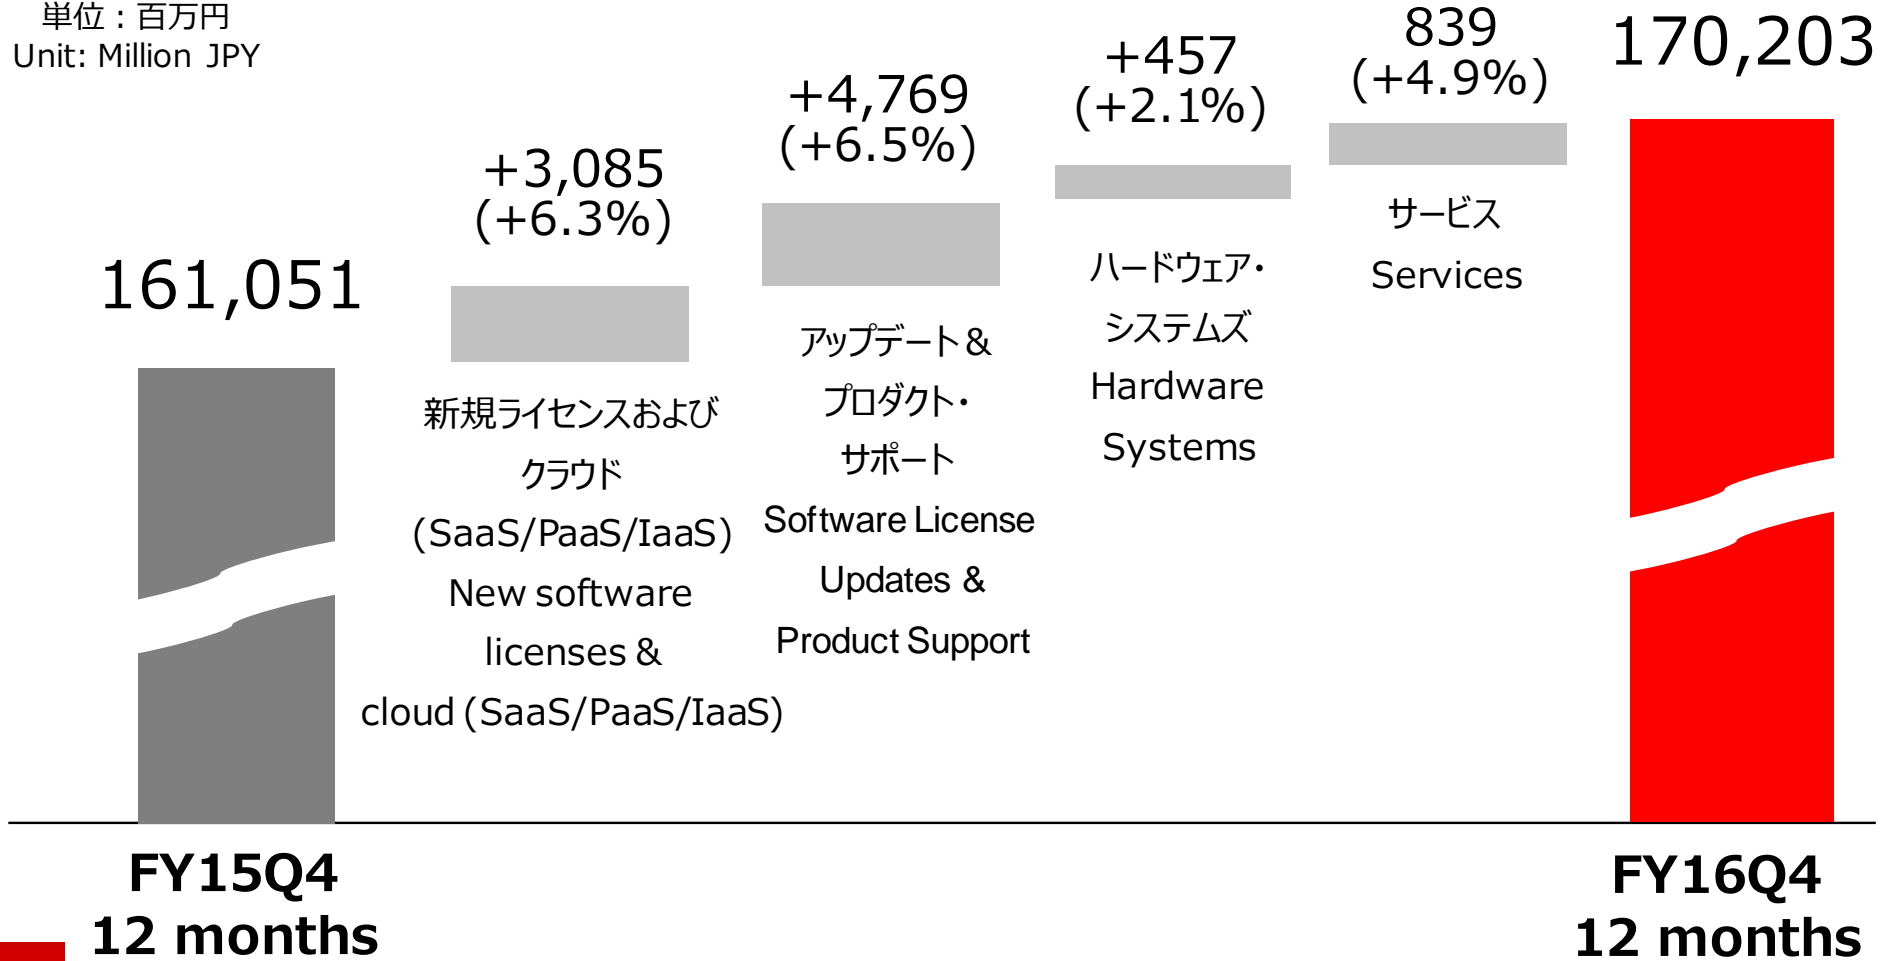 単位：百万円
Unit: Million JPY
161,051
+3,085
(+6.3%)
新規ライセンスおよび
クラウド
(SaaS/PaaS/IaaS)
New software
licenses &
cloud (SaaS/PaaS/IaaS)
+4,769
(+6.5%)
アップデート&
プロダクト・
サポート
Software License
Updates &
Product Support
+457
(+2.1%)
ハードウェア・
システムズ
Hardware
Systems
839
(+4.9%)
サービス
Services
170,203
FY15Q4
12 months
FY16Q4
12 months